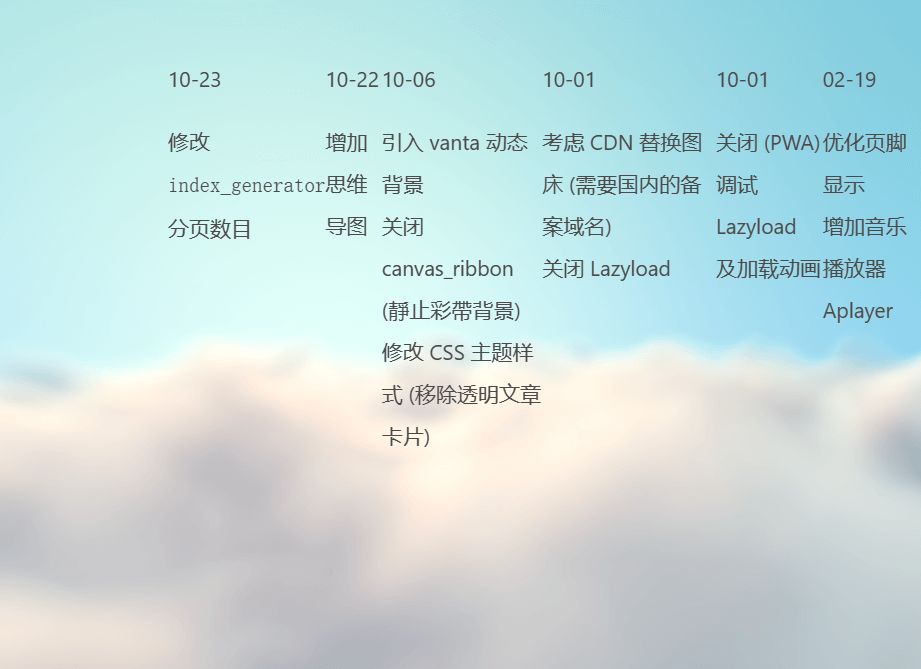 10-23
修改
index_generator
分页数目
10-22
增加
思维
导图
10-06
引入 vanta 动态
背景
关闭
canvas_ribbon
(靜止彩帶背景)
修改 CSS 主题样
式 (移除透明文章
卡片)
10-01
考虑 CDN 替换图
床 (需要国内的备
案域名)
关闭 Lazyload
10-01
关闭 (PWA)
调试
Lazyload
及加载动画
02-19
优化页脚
显示
增加音乐
播放器
Aplayer